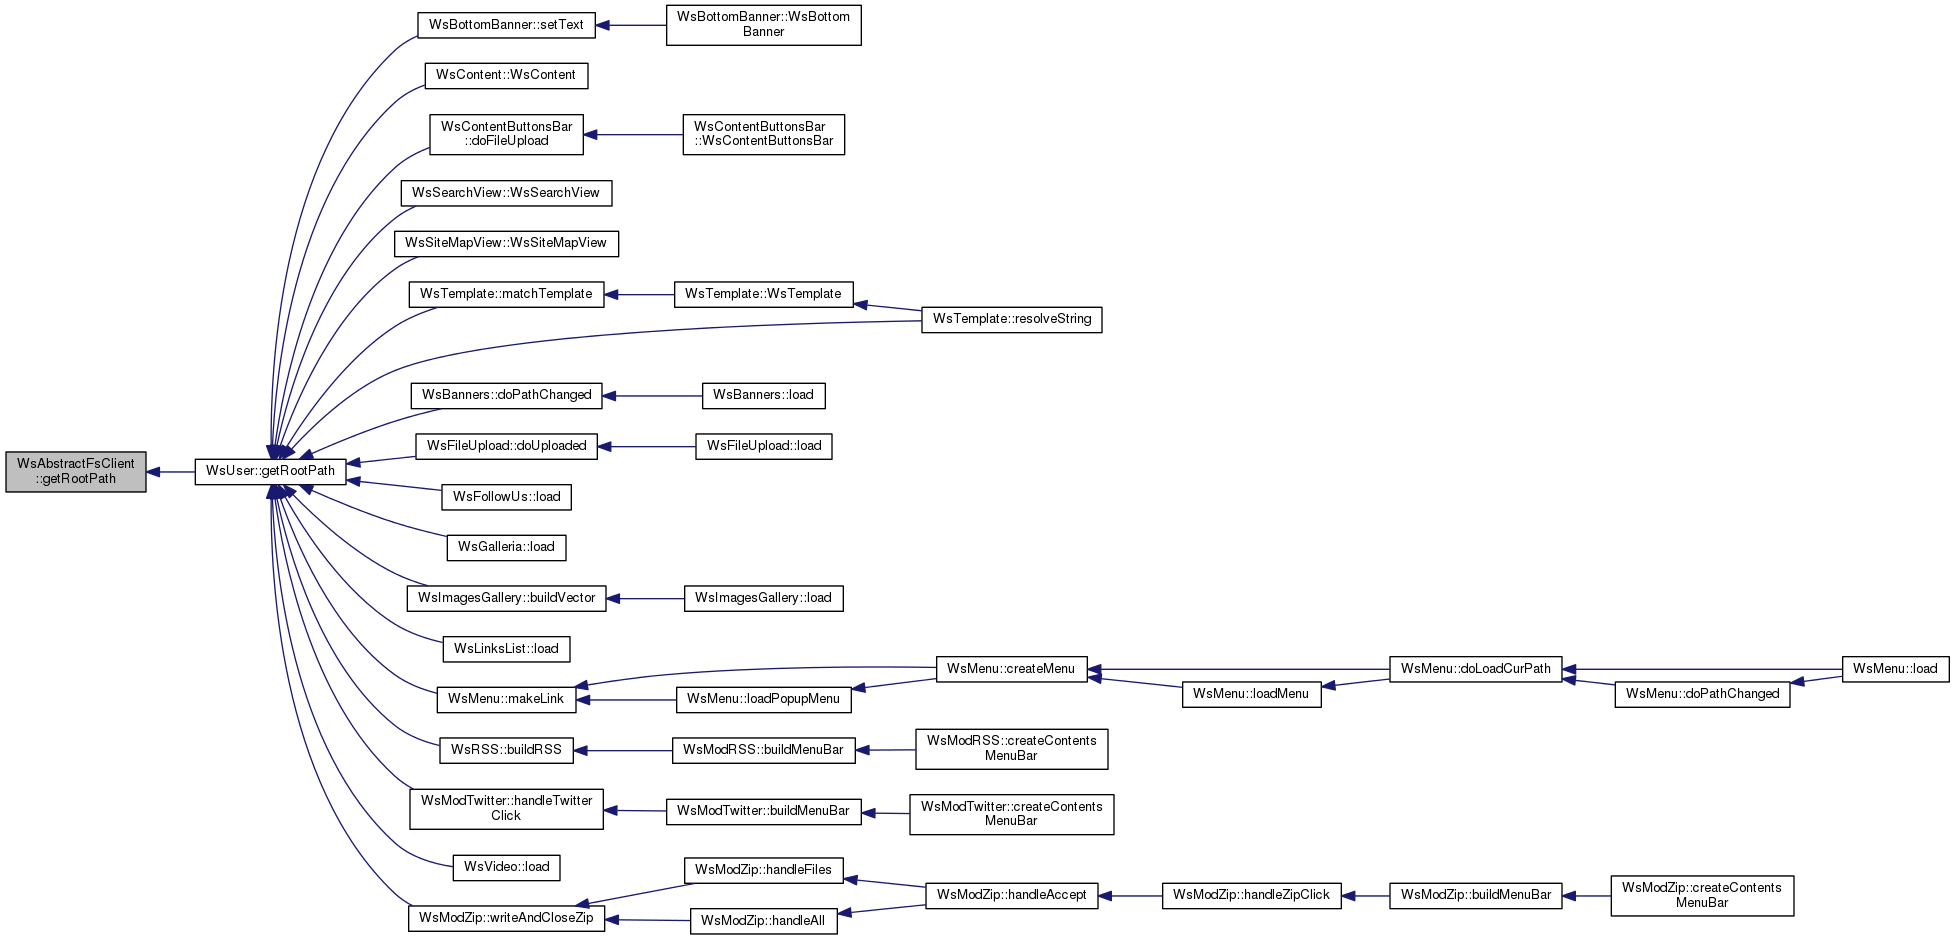 WsBottomBanner::setText
WsBottomBanner::WsBottom
Banner
WsContent::WsContent
WsContentButtonsBar
::doFileUpload
WsContentButtonsBar
::WsContentButtonsBar
WsSearchView::WsSearchView
WsSiteMapView::WsSiteMapView
WsTemplate::matchTemplate
WsTemplate::WsTemplate
WsTemplate::resolveString
WsBanners::doPathChanged
WsBanners::load
WsFileUpload::doUploaded
WsFileUpload::load
WsAbstractFsClient
::getRootPath
WsUser::getRootPath
WsFollowUs::load
WsGalleria::load
WsImagesGallery::buildVector
WsImagesGallery::load
WsLinksList::load
WsMenu::makeLink
WsMenu::loadPopupMenu
WsMenu::createMenu
WsMenu::loadMenu
WsMenu::doLoadCurPath
WsMenu::doPathChanged
WsMenu::load
WsRSS::buildRSS
WsModRSS::buildMenuBar
WsModRSS::createContents
MenuBar
WsModTwitter::handleTwitter
Click
WsModTwitter::buildMenuBar
WsModTwitter::createContents
MenuBar
WsVideo::load
WsModZip::writeAndCloseZip
WsModZip::handleFiles
WsModZip::handleAll
WsModZip::handleAccept
WsModZip::handleZipClick
WsModZip::buildMenuBar
WsModZip::createContents
MenuBar